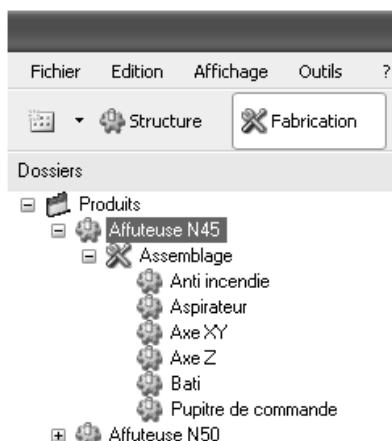 Fichier Edition Affichage Outils ?
Structure Fabrication
Dossiers
Produits
Affuteuse N45
Assemblage
Anti incendie
Aspirateur
Axe XY
Axe Z
Bati
Pupitre de commande
Affuteuse N50